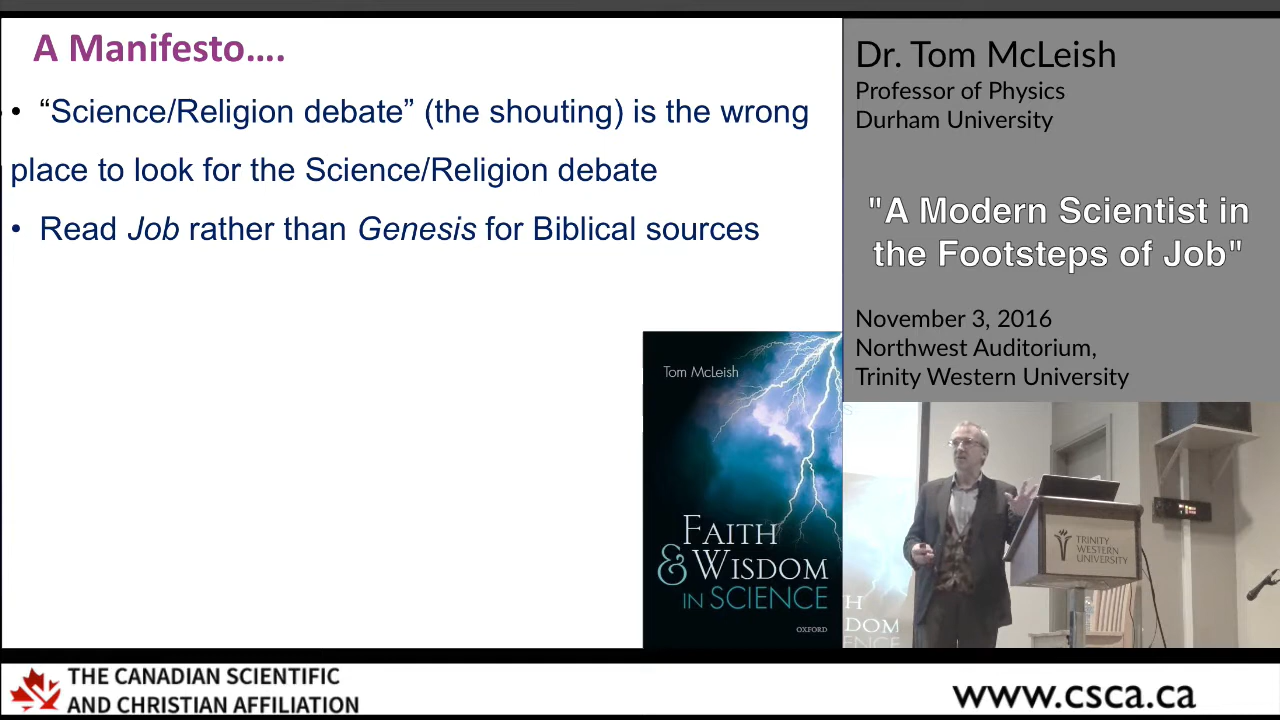 A Manifesto....
• “Science/Religion debate” (the shouting) is the wrong
place to look for the Science/Religion debate
• Read Job rather than Genesis for Biblical sources
Tom McLeish
FAITH
& WISDOM
IN SCIENCE
OXFORD
Dr. Tom McLeish
Professor of Physics
Durham University
"A Modern Scientist in
the Footsteps of Job"
November 3, 2016
Northwest Auditorium,
Trinity Western University
TRINITY
WESTERN
UNIVERSITY
H
DOM
ENCE
THE CANADIAN SCIENTIFIC
AND CHRISTIAN AFFILIATION
www.csca.ca